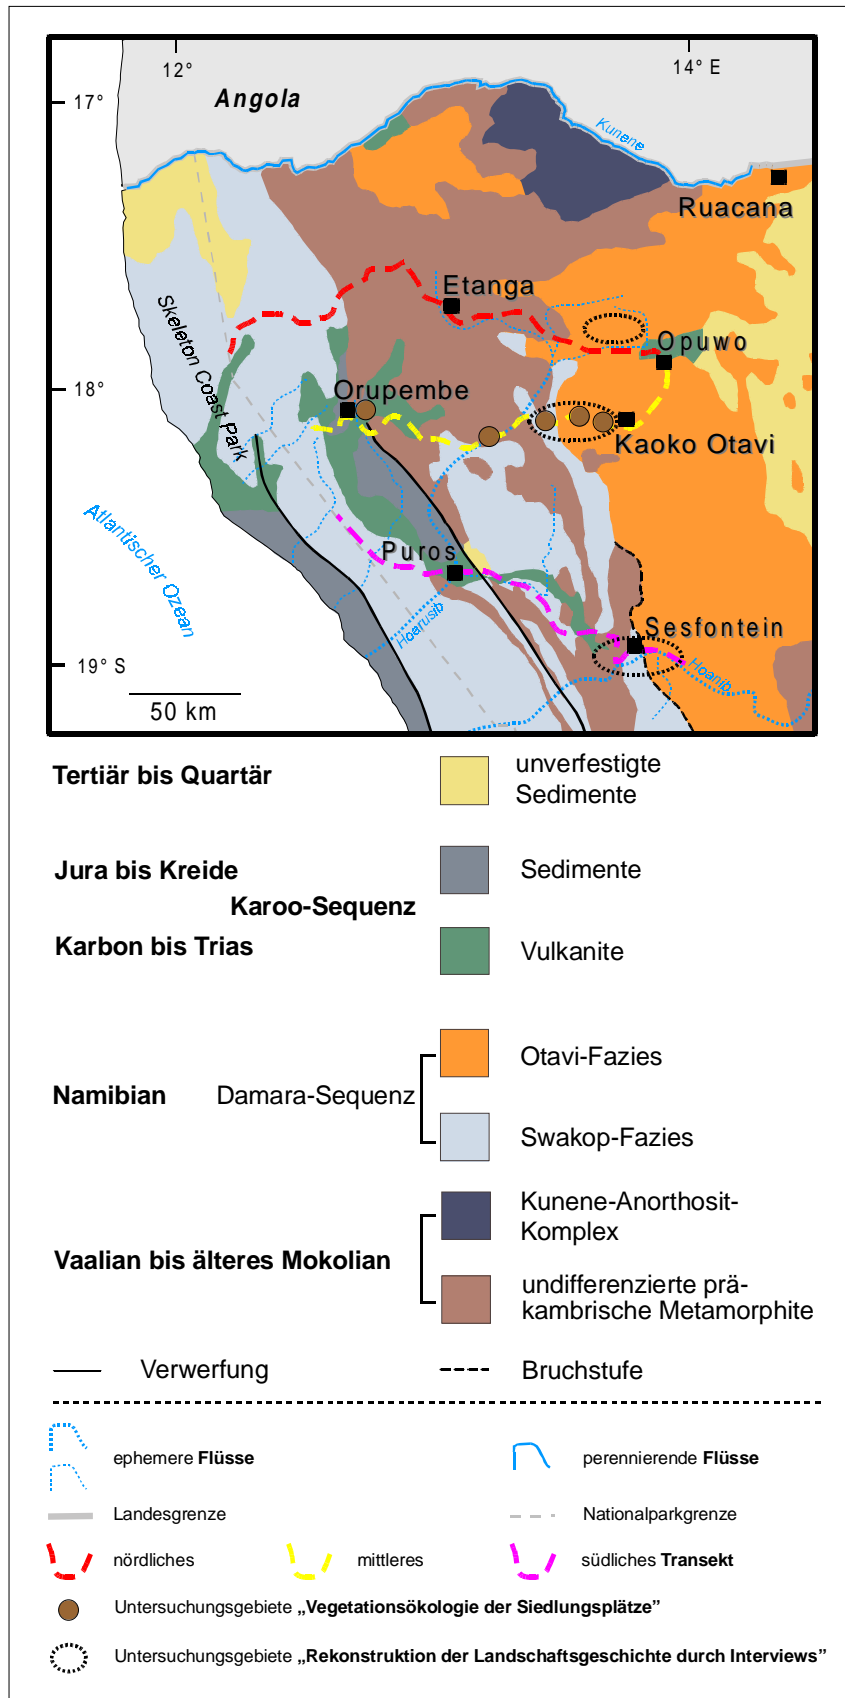 12°
14° E
17°
Angola
Kunene
Ruacana
Etanga
Skeleton Coast Park
Opuwo
18°
Orupembe
Kaoko Otavi
Atlantischer Ozean
Puros
Hoarusib
Sesfontein
Hoanib
19° S
50 km
Tertiär bis Quartär
unverfestigte
Sedimente
Jura bis Kreide
Sedimente
Karoo-Sequenz
Karbon bis Trias
Vulkanite
Otavi-Fazies
Namibian Damara-Sequenz
Swakop-Fazies
Kunene-Anorthosit-
Komplex
Vaalian bis älteres Mokolian
undifferenzierte prä-
kambrische Metamorphite
Verwerfung
Bruchstufe
ephemere Flüsse
perennierende Flüsse
Landesgrenze
Nationalparkgrenze
nördliches
mittleres
südliches Transekt
Untersuchungsgebiete „Vegetationsökologie der Siedlungsplätze”
Untersuchungsgebiete „Rekonstruktion der Landschaftsgeschichte durch Interviews”